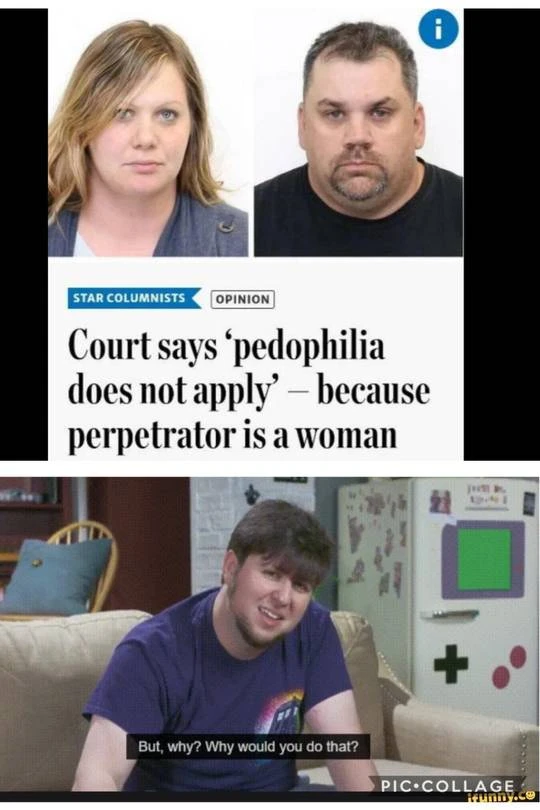 i
STAR COLUMNISTS OPINION
Court says ‘pedophilia
does not apply’ – because
perpetrator is a woman
But, why? Why would you do that?
PIC•COLLAGE
ifunny.co